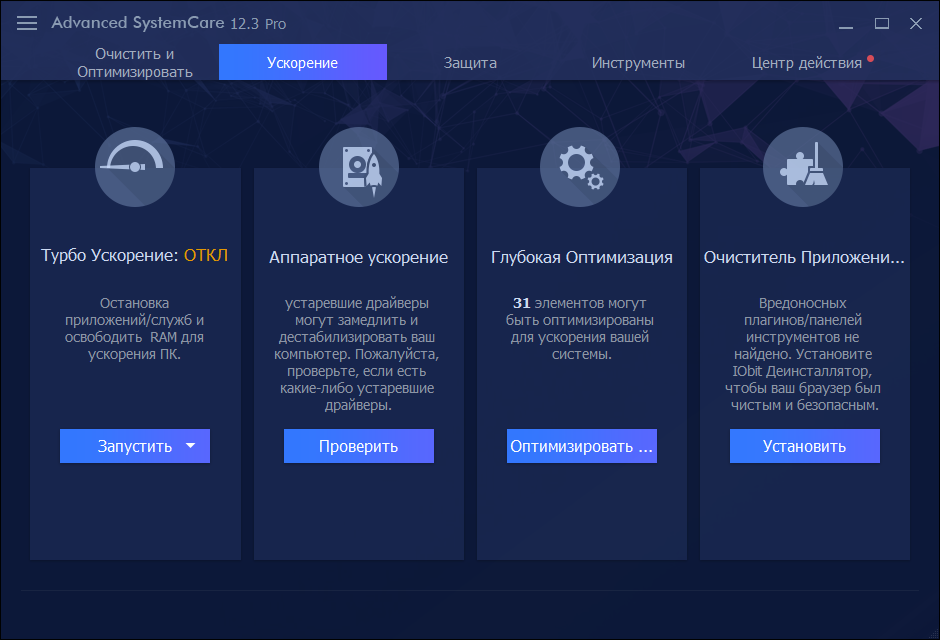 Advanced SystemCare 12.3 Pro
Очистить и
Оптимизировать
Ускорение
Защита
Инструменты
Центр действия
Турбо Ускорение: ОТКЛ
Остановка
приложений/служб и
освободить RAM для
ускорения ПК.
Запустить
Аппаратное ускорение
устаревшие драйверы
могут замедлить и
дестабилизировать ваш
компьютер. Пожалуйста,
проверьте, если есть
какие-либо устаревшие
драйверы.
Проверить
Глубокая Оптимизация
31 элементов могут
быть оптимизированы
для ускорения вашей
системы.
Оптимизировать ...
Очиститель Приложени...
Вредоносных
плагинов/панелей
инструментов не
найдено. Установите
IObit Деинсталлятор,
чтобы ваш браузер был
чистым и безопасным.
Установить